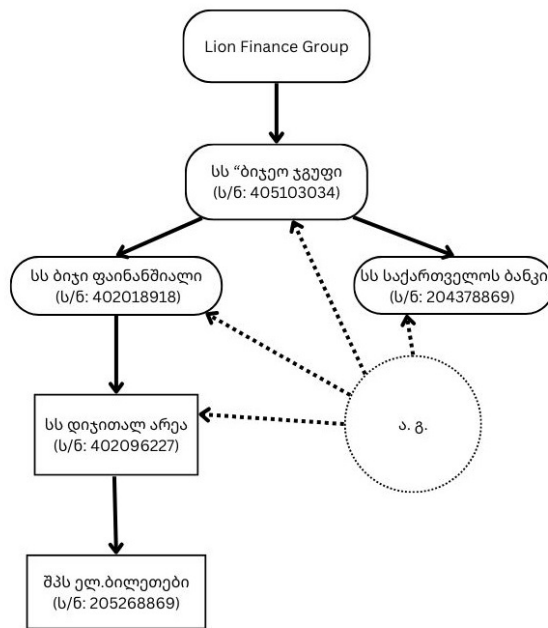 Lion Finance Group
სს “ბიჯეო ჯგუფი
(ს/ნ: 405103034)
სს ბიჯი ფაინანშიალი
(ს/ნ: 402018918)
სს საქართველოს ბანკი
(ს/ნ: 204378869)
სს დიჯითალ არეა
(ს/ნ: 402096227)
ა. გ.
შპს ელ.ბილეთები
(ს/ნ: 205268869)